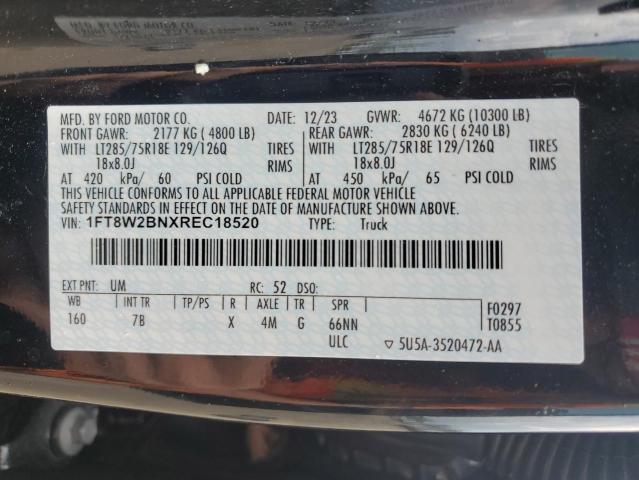 MFD. BY FORD MOTOR CO. DATE: 12/23 GVWR: 4672 KG (10300 LB)
FRONT GAWR: 2177 KG (4800 LB) REAR GAWR: 2830 KG (6240 LB)
WITH LT285/75R18E 129/126Q TIRES WITH LT285/75R18E 129/126Q TIRES
18x8.0J RIMS 18x8.0J RIMS
AT 420 kPa/ 60 PSI COLD AT 450 kPa/ 65 PSI COLD
THIS VEHICLE CONFORMS TO ALL APPLICABLE FEDERAL MOTOR VEHICLE
SAFETY STANDARDS IN EFFECT ON THE DATE OF MANUFACTURE SHOWN ABOVE.
VIN: 1FT8W2BNXREC18520 TYPE: Truck
EXT PNT: UM RC: 52 DSO:
WB INT TR TP/PS R AXLE TR SPR F0297
160 7B X 4M G 66NN T0855
ULC ▽ 5U5A-3520472-AA